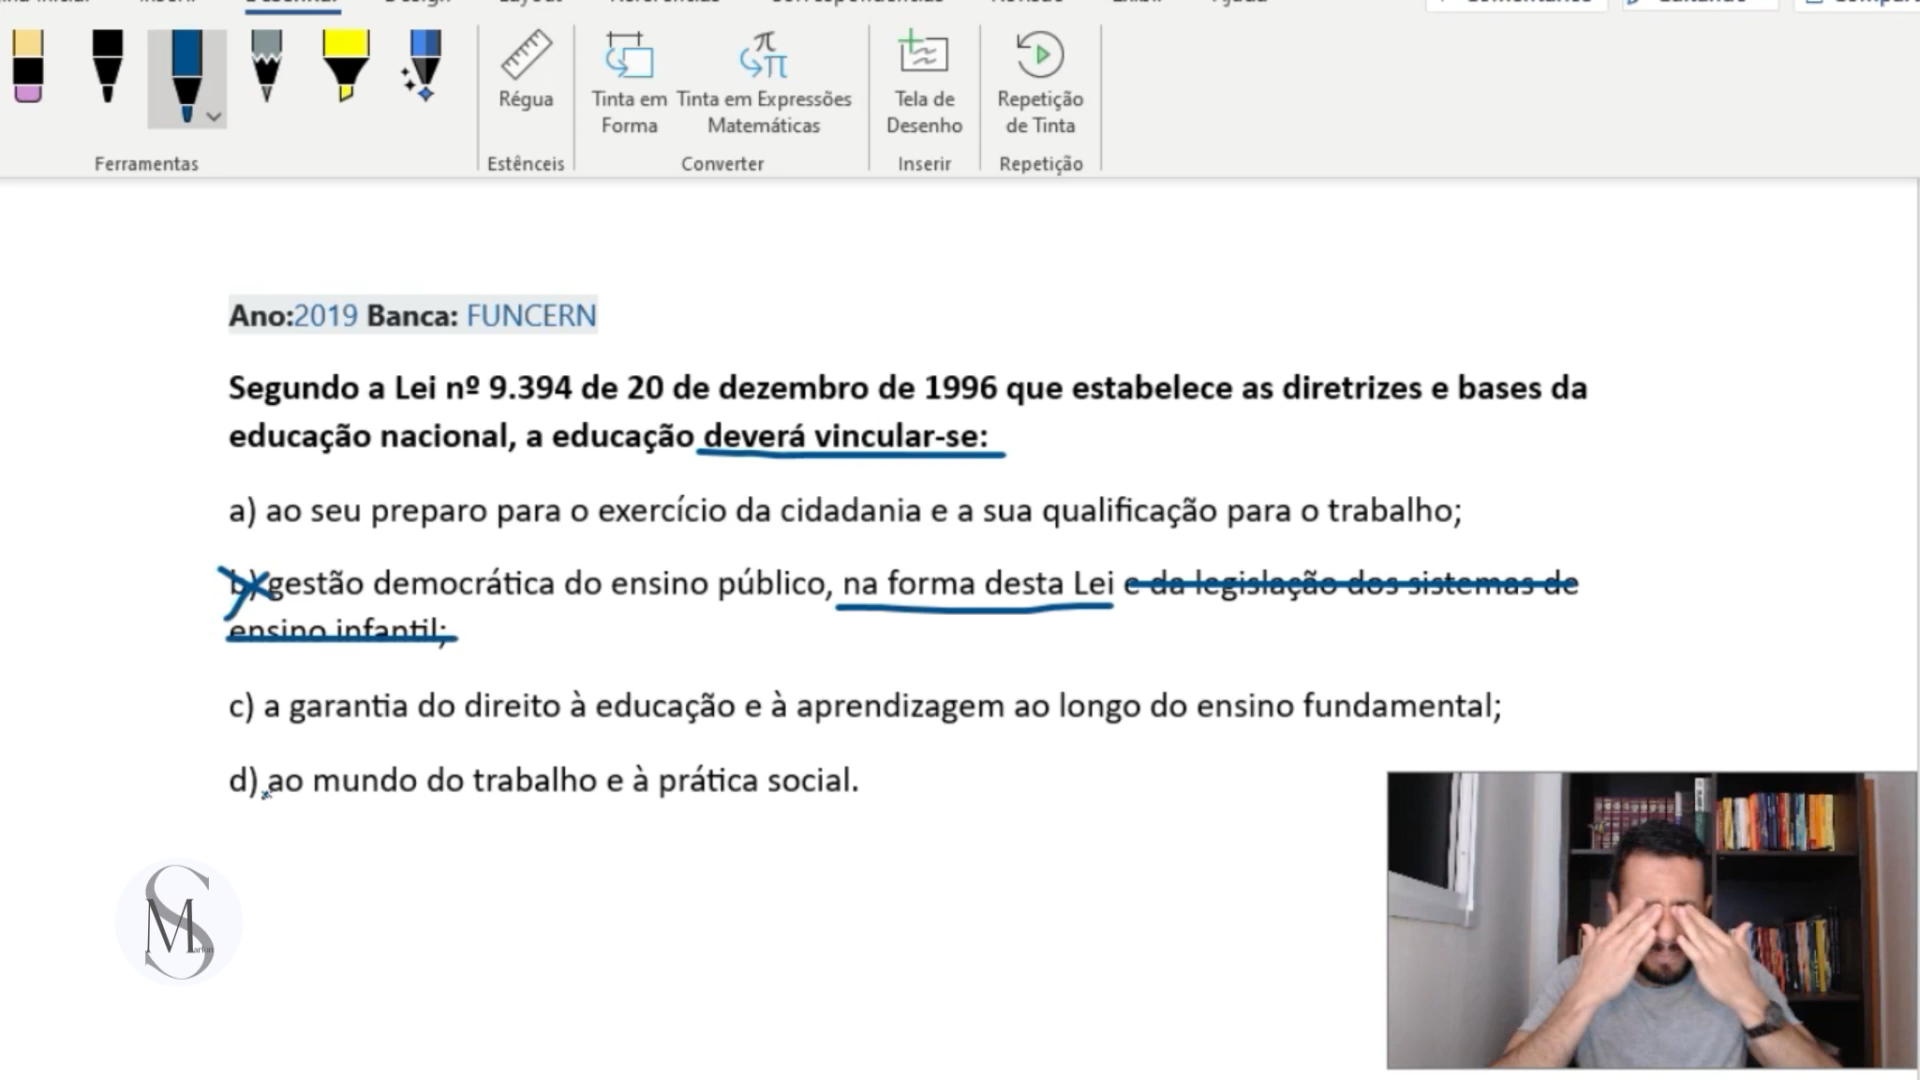 Régua
Tinta em
Forma
Tinta em Expressões
Matemáticas
Tela de
Desenho
Repetição
de Tinta
Ferramentas
Estênceis
Converter
Inserir
Repetição
Ano:2019 Banca: FUNCERN
Segundo a Lei nº 9.394 de 20 de dezembro de 1996 que estabelece as diretrizes e bases da
educação nacional, a educação deverá vincular-se:
a) ao seu preparo para o exercício da cidadania e a sua qualificação para o trabalho;
b) gestão democrática do ensino público, na forma desta Lei e da legislação dos sistemas de
ensino infantil;
c) a garantia do direito à educação e à aprendizagem ao longo do ensino fundamental;
d) ao mundo do trabalho e à prática social.